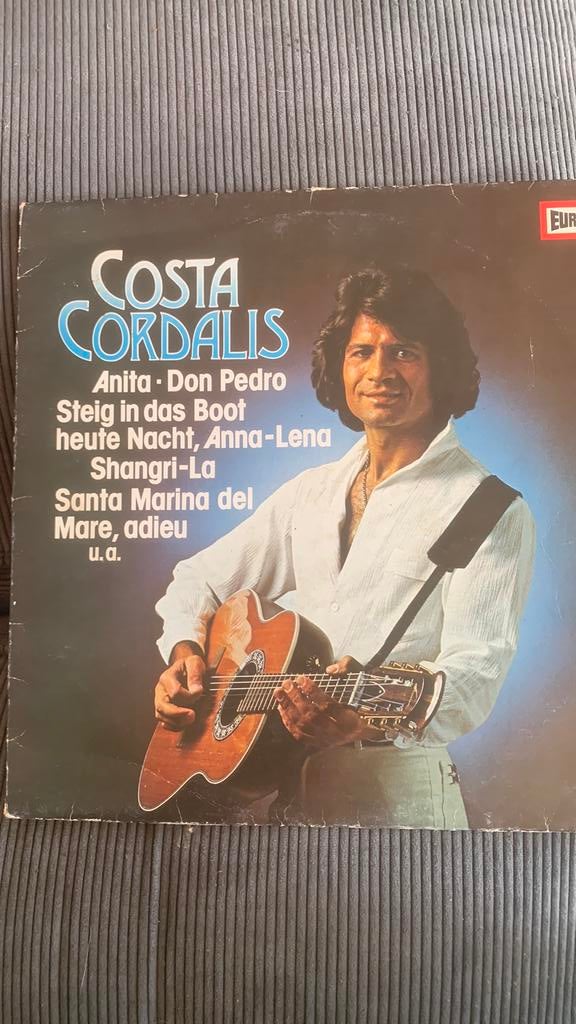 COSTA
CORDALIS
Anita · Don Pedro
Steig in das Boot
heute Nacht, Anna-Lena
Shangri-La
Santa Marina del
Mare, adieu
u.a.
EUR